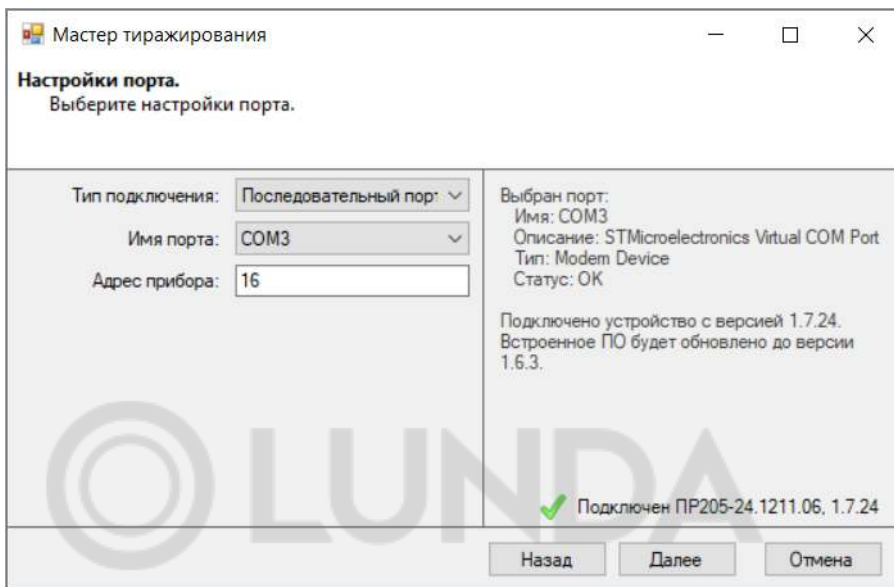 Мастер тиражирования
Настройки порта.
Выберите настройки порта.
Тип подключения: Последовательный порт
Имя порта: COM3
Адрес прибора: 16
Выбран порт:
Имя: COM3
Описание: STMicroelectronics Virtual COM Port
Тип: Modem Device
Статус: OK
Подключено устройство с версией 1.7.24.
Встроенное ПО будет обновлено до версии
1.6.3.
LUNDA
Подключен ПР205-24.1211.06, 1.7.24
Назад Далее Отмена